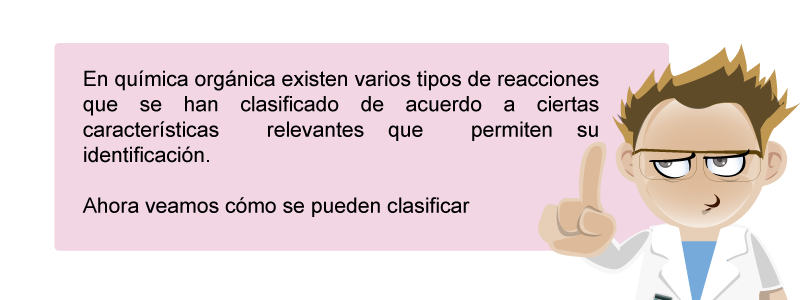 En química orgánica existen varios tipos de reacciones
que se han clasificado de acuerdo a ciertas
características relevantes que permiten su
identificación.
Ahora veamos cómo se pueden clasificar